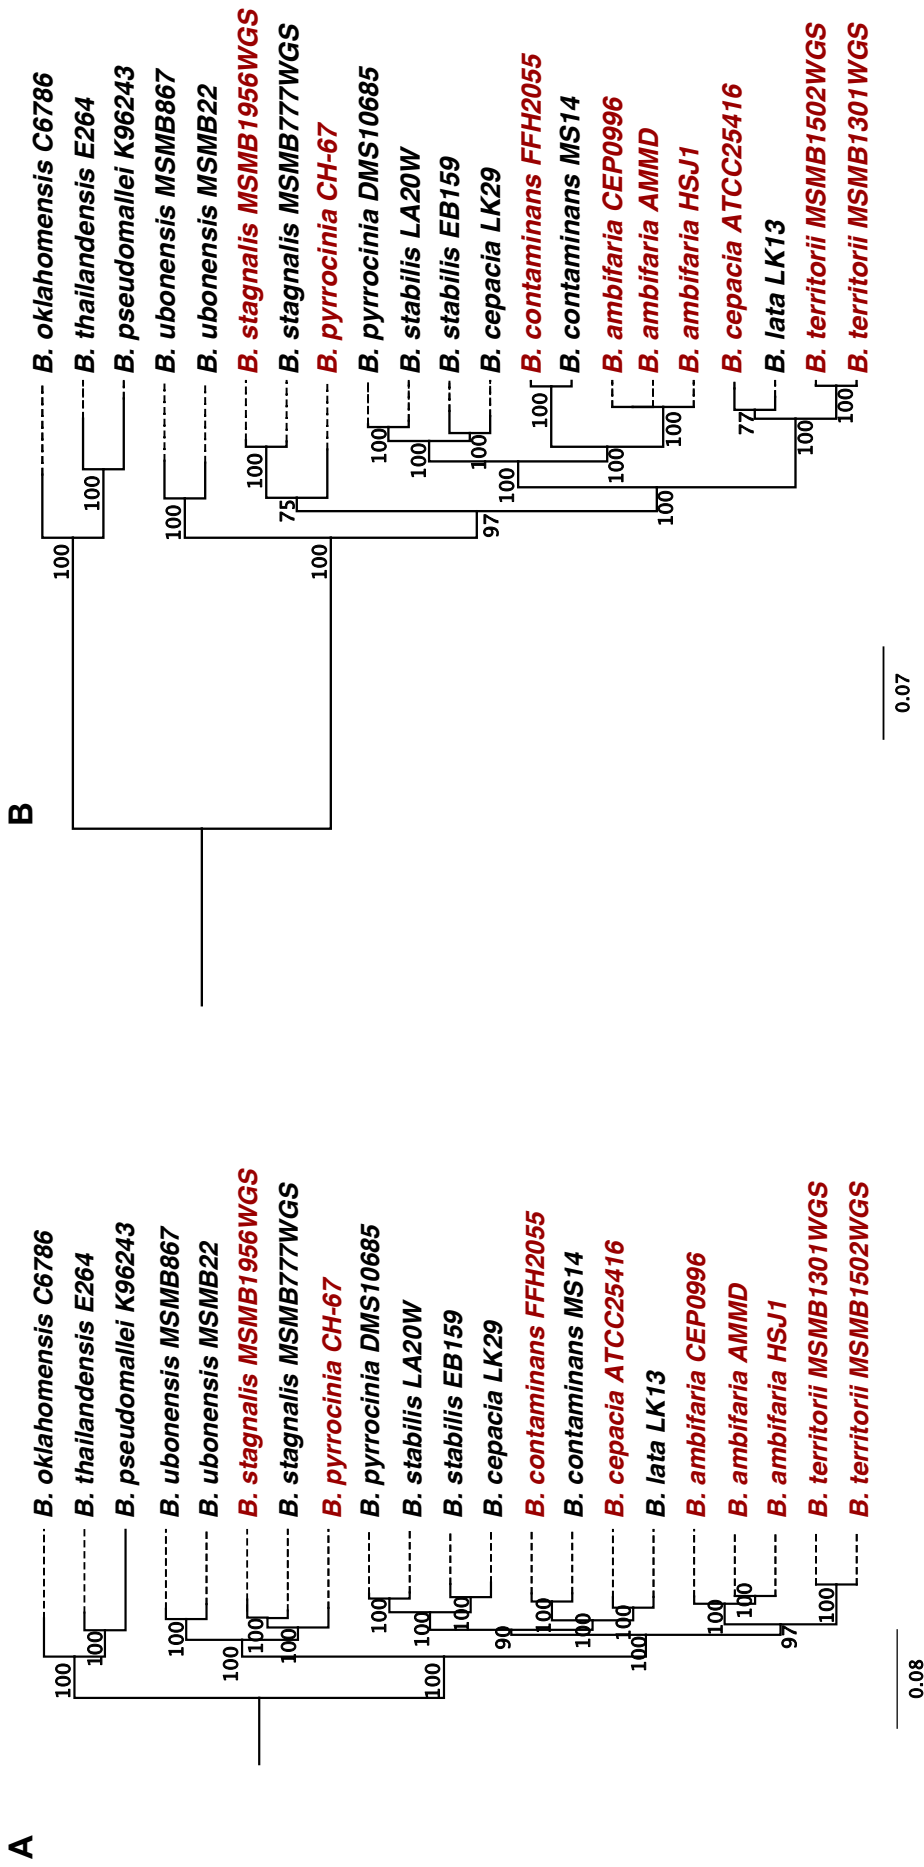 A
B. oklahomensis C6786
B. thailandensis E264
B. pseudomallei K96243
B. ubonensis MSMB867
B. ubonensis MSMB22
B. stagnalis MSMB1956WGS
B. stagnalis MSMB777WGS
B. pyrrocinia CH-67
B. pyrrocinia DMS10685
B. stabilis LA20W
B. stabilis EB159
B. cepacia LK29
B. contaminans FFH2055
B. contaminans MS14
B. cepacia ATCC25416
B. lata LK13
B. ambifaria CEP0996
B. ambifaria AMMD
B. ambifaria HSJ1
B. territorii MSMB1301WGS
B. territorii MSMB1502WGS
100
100
100
100
100
100
100
100
100
100
90
100
100
100
100
100
100
97
100
0.08
B
B. oklahomensis C6786
B. thailandensis E264
B. pseudomallei K96243
B. ubonensis MSMB867
B. ubonensis MSMB22
B. stagnalis MSMB1956WGS
B. stagnalis MSMB777WGS
B. pyrrocinia CH-67
B. pyrrocinia DMS10685
B. stabilis LA20W
B. stabilis EB159
B. cepacia LK29
B. contaminans FFH2055
B. contaminans MS14
B. ambifaria CEP0996
B. ambifaria AMMD
B. ambifaria HSJ1
B. cepacia ATCC25416
B. lata LK13
B. territorii MSMB1502WGS
B. territorii MSMB1301WGS
100
100
100
100
75
100
100
100
100
97
100
100
100
100
100
77
100
100
0.07